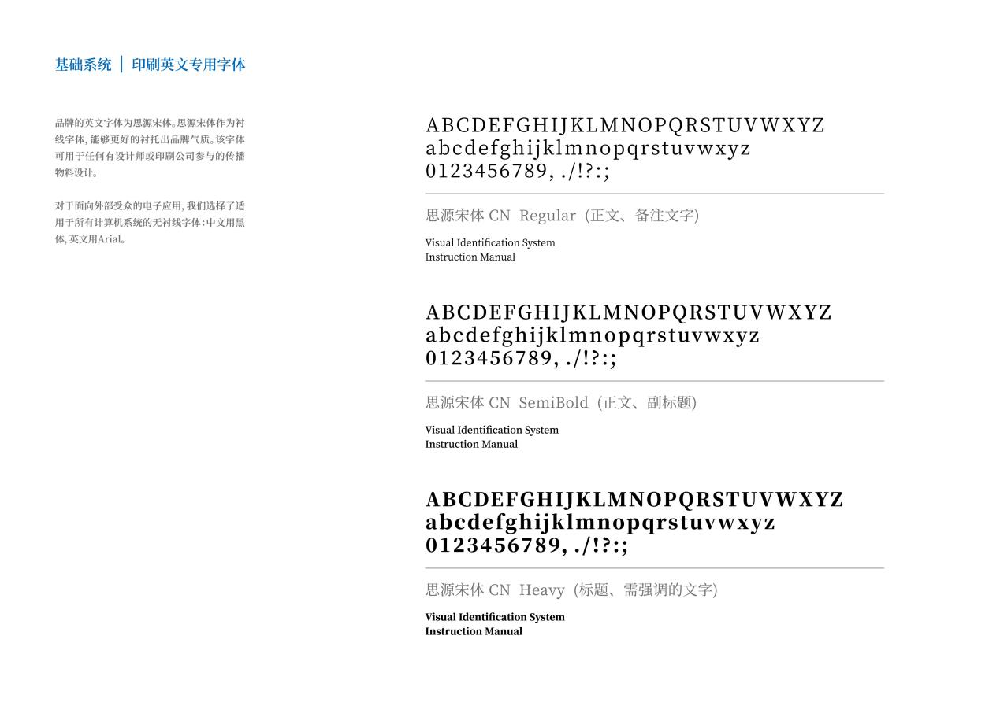 基础系统 | 印刷英文专用字体
品牌的英文字体为思源宋体。思源宋体作为衬
线字体, 能够更好的衬托出品牌气质。该字体
可用于任何有设计师或印刷公司参与的传播
物料设计。
对于面向外部受众的电子应用, 我们选择了适
用于所有计算机系统的无衬线字体:中文用黑
体, 英文用Arial。
ABCDEFGHIJKLMNOPQRSTUVWXYZ
abcdefghijklmnopqrstuvwxyz
0123456789, ./!?:;
思源宋体 CN Regular (正文、备注文字)
Visual Identification System
Instruction Manual
ABCDEFGHIJKLMNOPQRSTUVWXYZ
abcdefghijklmnopqrstuvwxyz
0123456789, ./!?:;
思源宋体 CN SemiBold (正文、副标题)
Visual Identification System
Instruction Manual
ABCDEFGHIJKLMNOPQRSTUVWXYZ
abcdefghijklmnopqrstuvwxyz
0123456789, ./!?:;
思源宋体 CN Heavy (标题、需强调的文字)
Visual Identification System
Instruction Manual